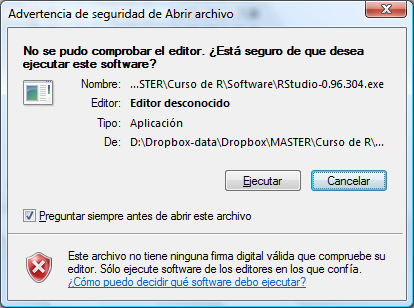 Advertencia de seguridad de Abrir archivo
No se pudo comprobar el editor. ¿Está seguro de que desea
ejecutar este software?
Nombre: ...STER\Curso de R\Software\RStudio-0.96.304.exe
Editor: Editor desconocido
Tipo: Aplicación
De: D:\Dropbox-data\Dropbox\MASTER\Curso de R\...
Ejecutar Cancelar
Preguntar siempre antes de abrir este archivo
Este archivo no tiene ninguna firma digital válida que compruebe su
editor. Sólo ejecute software de los editores en los que confía.
¿Cómo puedo decidir qué software debo ejecutar?